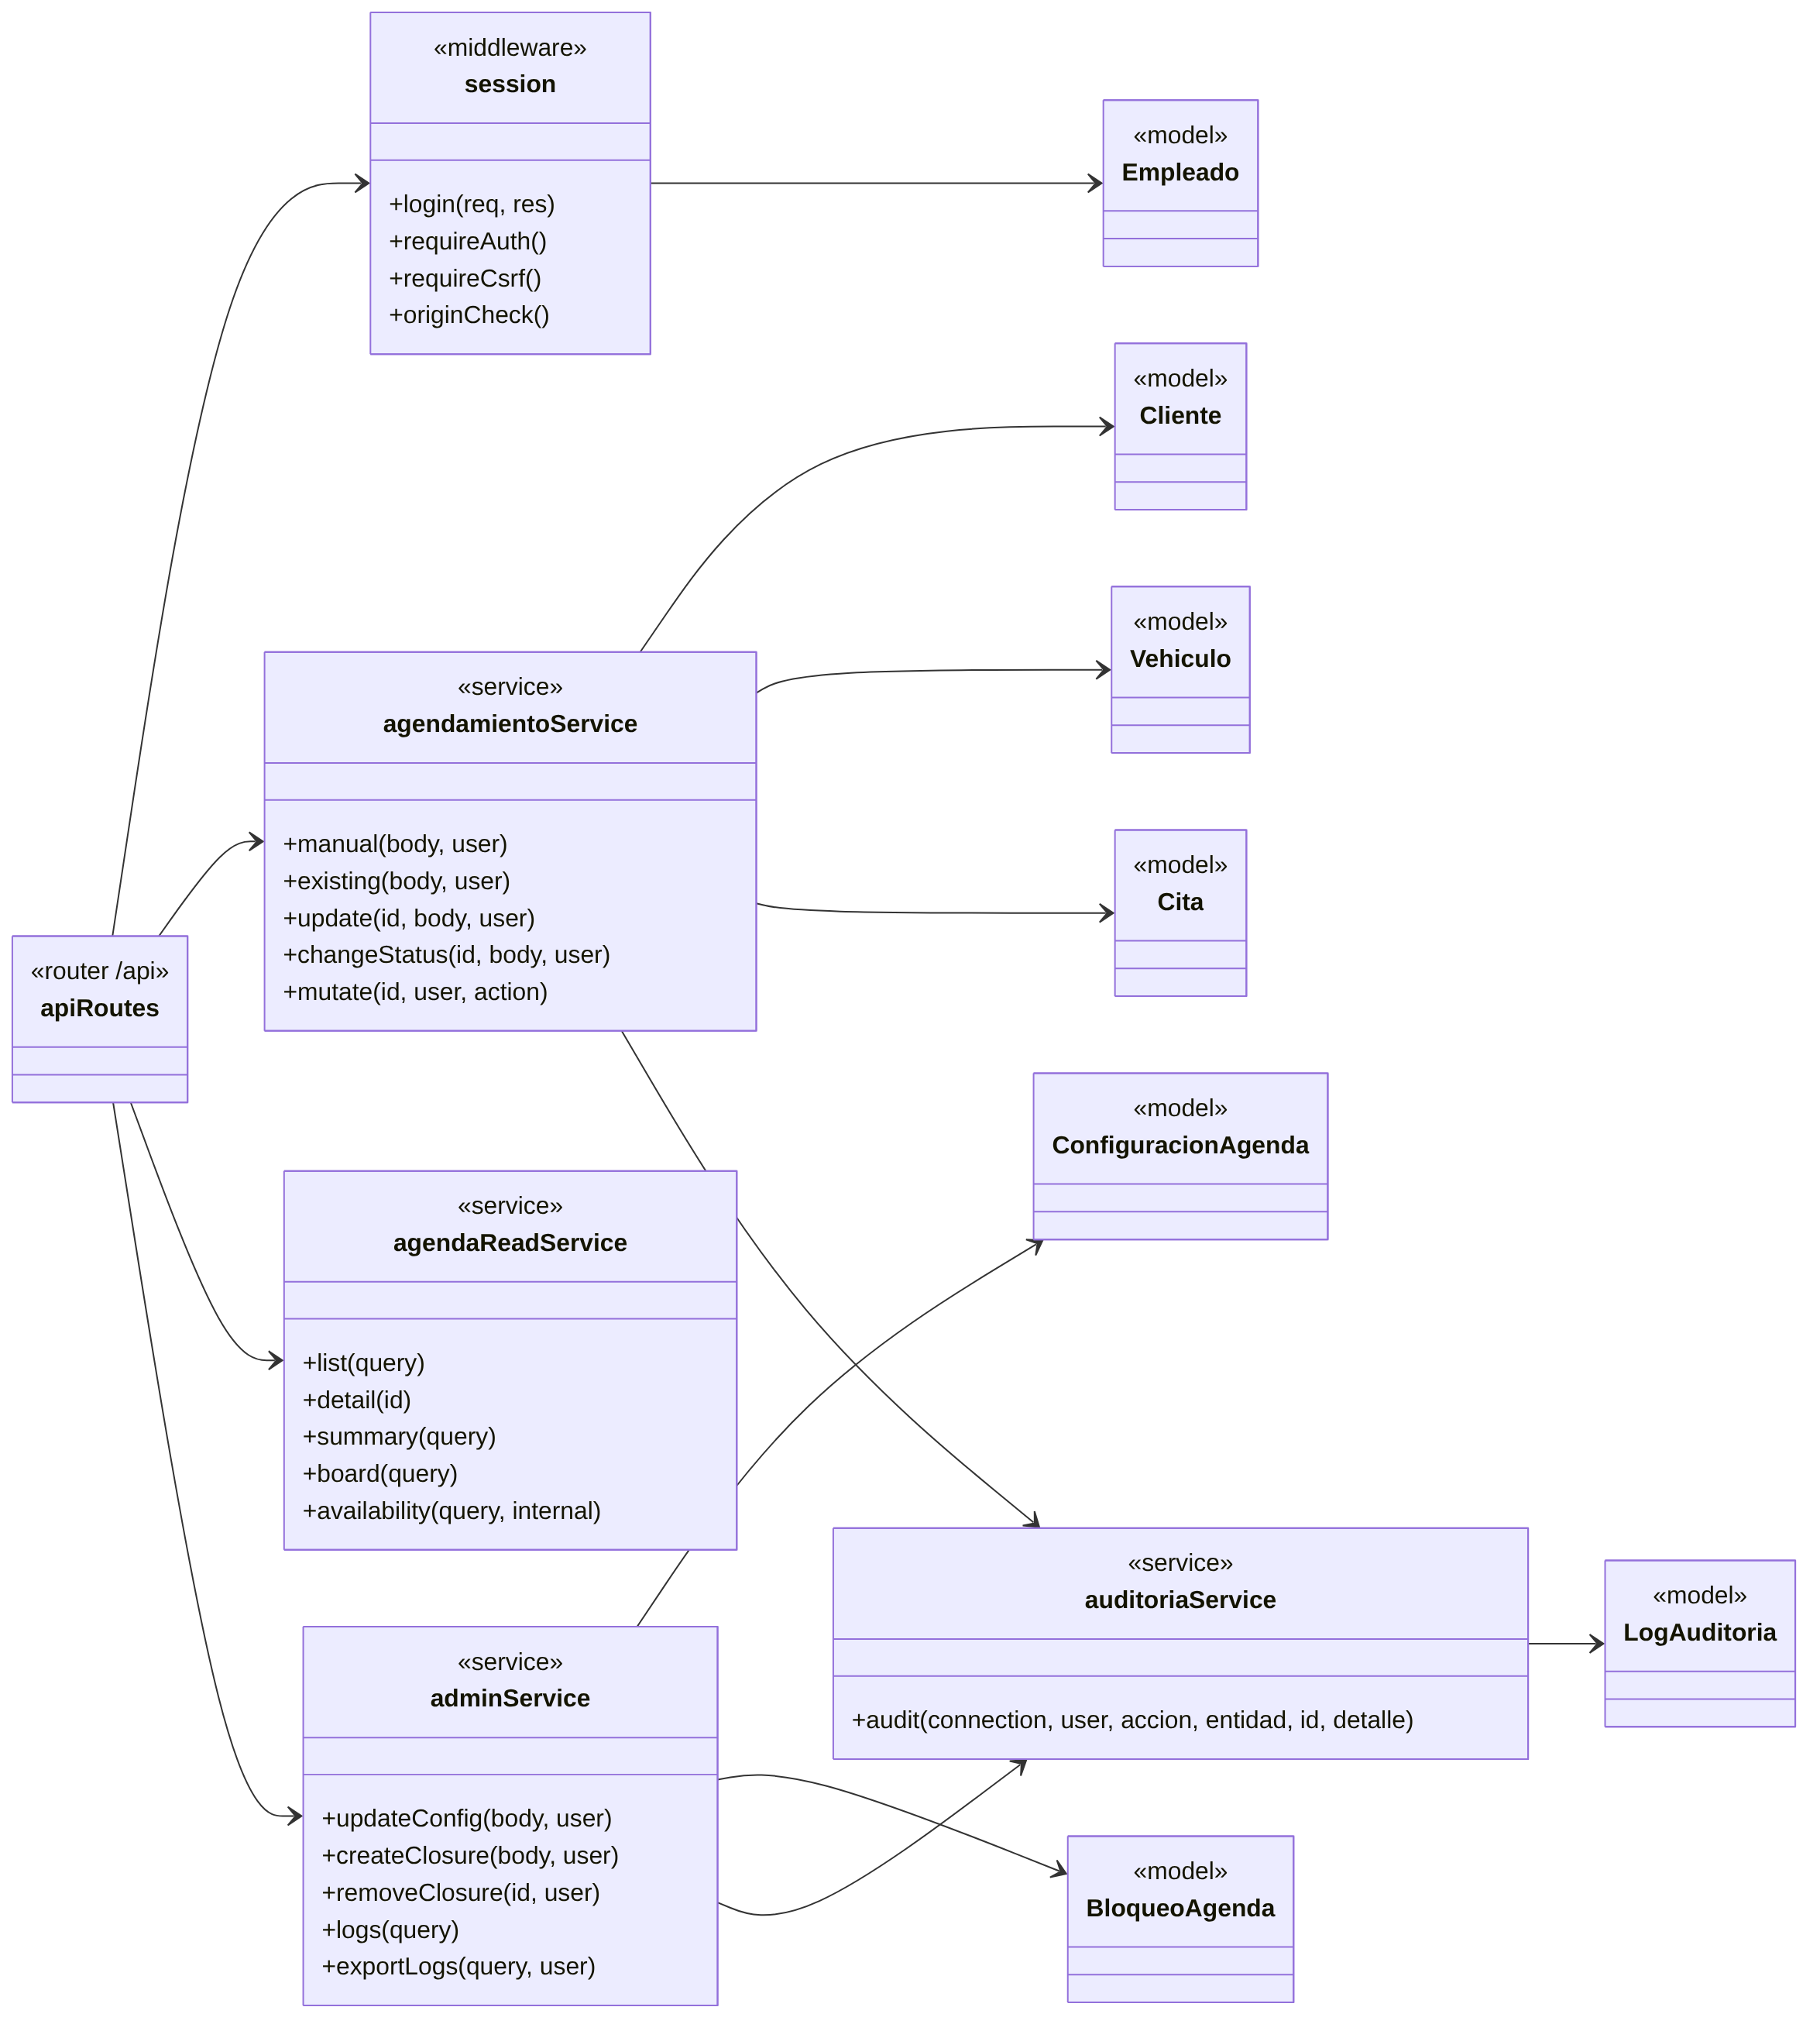 «middleware»
session
+login(req, res)
+requireAuth()
+requireCsrf()
+originCheck()
«model»
Empleado
«model»
Cliente
«model»
Vehiculo
«service»
agendamientoService
+manual(body, user)
+existing(body, user)
+update(id, body, user)
+changeStatus(id, body, user)
+mutate(id, user, action)
«model»
Cita
«router /api»
apiRoutes
«model»
ConfiguracionAgenda
«service»
agendaReadService
+list(query)
+detail(id)
+summary(query)
+board(query)
+availability(query, internal)
«service»
auditoriaService
+audit(connection, user, accion, entidad, id, detalle)
«model»
LogAuditoria
«service»
adminService
+updateConfig(body, user)
+createClosure(body, user)
+removeClosure(id, user)
+logs(query)
+exportLogs(query, user)
«model»
BloqueoAgenda